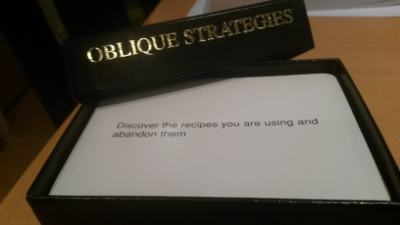 OBLIQUE STRATEGIES
Discover the recipes you are using and
abandon them